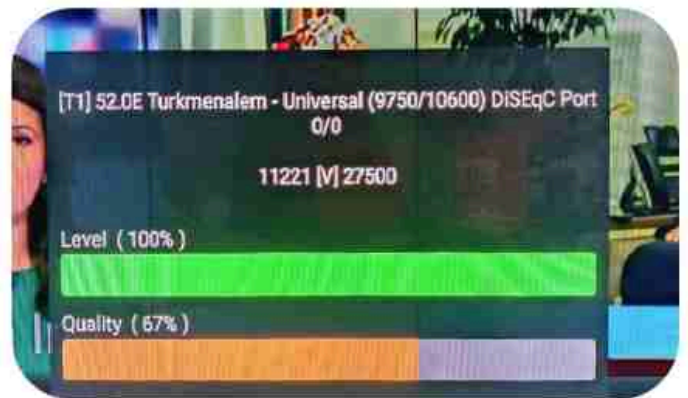 [T1] 52.0E Turkmenalem - Universal (9750/10600) DiSEqC Port
0/0
11221 [V] 27500
Level ( 100% )
Quality ( 67% )